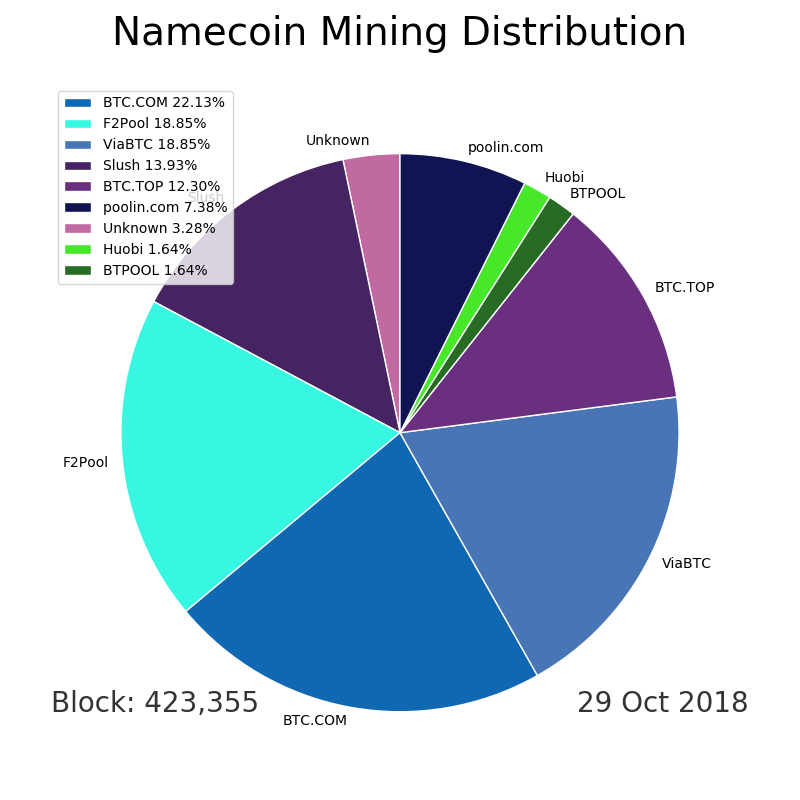 Namecoin Mining Distribution
BTC.COM 22.13%
F2Pool 18.85%
ViaBTC 18.85%
Slush 13.93%
BTC.TOP 12.30%
poolin.com 7.38%
Unknown 3.28%
Huobi 1.64%
BTPOOL 1.64%
Unknown
poolin.com
Huobi
BTPOOL
Slush
BTC.TOP
F2Pool
ViaBTC
BTC.COM
Block: 423,355
29 Oct 2018